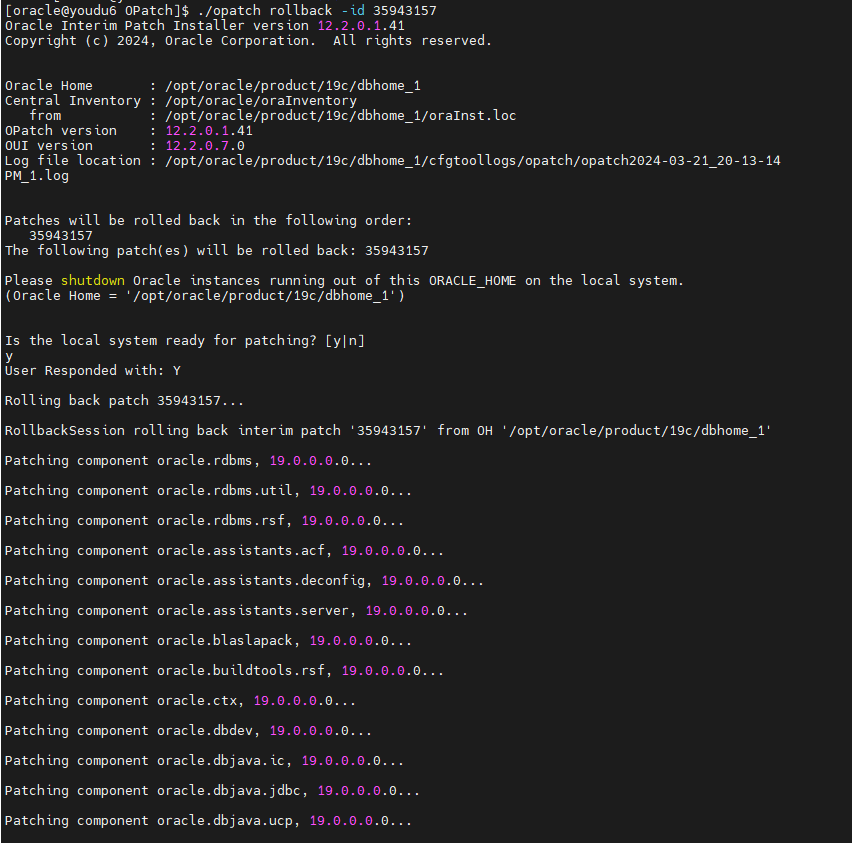 [oracle@youdu6 OPatch]$ ./opatch rollback -id 35943157
Oracle Interim Patch Installer version 12.2.0.1.41
Copyright (c) 2024, Oracle Corporation.  All rights reserved.
Oracle Home       : /opt/oracle/product/19c/dbhome_1
Central Inventory : /opt/oracle/oraInventory
   from           : /opt/oracle/product/19c/dbhome_1/oraInst.loc
OPatch version    : 12.2.0.1.41
OUI version       : 12.2.0.7.0
Log file location : /opt/oracle/product/19c/dbhome_1/cfgtoollogs/opatch/opatch2024-03-21_20-13-14
PM_1.log
Patches will be rolled back in the following order:
   35943157
The following patch(es) will be rolled back: 35943157
Please shutdown Oracle instances running out of this ORACLE_HOME on the local system.
(Oracle Home = '/opt/oracle/product/19c/dbhome_1')
Is the local system ready for patching? [y|n]
y
User Responded with: Y
Rolling back patch 35943157...
RollbackSession rolling back interim patch '35943157' from OH '/opt/oracle/product/19c/dbhome_1'
Patching component oracle.rdbms, 19.0.0.0.0...
Patching component oracle.rdbms.util, 19.0.0.0.0...
Patching component oracle.rdbms.rsf, 19.0.0.0.0...
Patching component oracle.assistants.acf, 19.0.0.0.0...
Patching component oracle.assistants.deconfig, 19.0.0.0.0...
Patching component oracle.assistants.server, 19.0.0.0.0...
Patching component oracle.blaslapack, 19.0.0.0.0...
Patching component oracle.buildtools.rsf, 19.0.0.0.0...
Patching component oracle.ctx, 19.0.0.0.0...
Patching component oracle.dbdev, 19.0.0.0.0...
Patching component oracle.dbjava.ic, 19.0.0.0.0...
Patching component oracle.dbjava.jdbc, 19.0.0.0.0...
Patching component oracle.dbjava.ucp, 19.0.0.0.0...